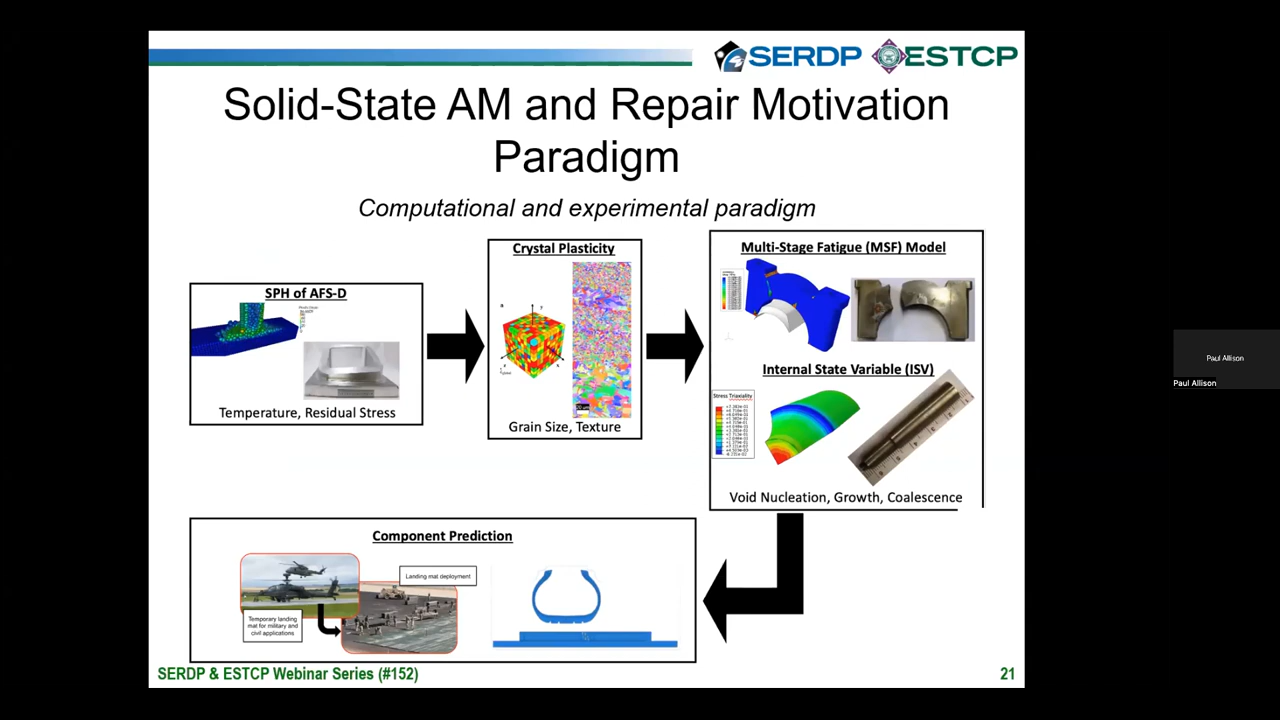 SERDP ESTCP
Solid-State AM and Repair Motivation
Paradigm
Computational and experimental paradigm
SPH of AFS-D
Temperature, Residual Stress
Crystal Plasticity
Grain Size, Texture
Multi-Stage Fatigue (MSF) Model
Internal State Variable (ISV)
Stress Triaxiality
Void Nucleation, Growth, Coalescence
Component Prediction
Landing mat deployment
Temporary landing
mat for military and
civil applications
SERDP & ESTCP Webinar Series (#152)
21
Paul Allison
Paul Allison